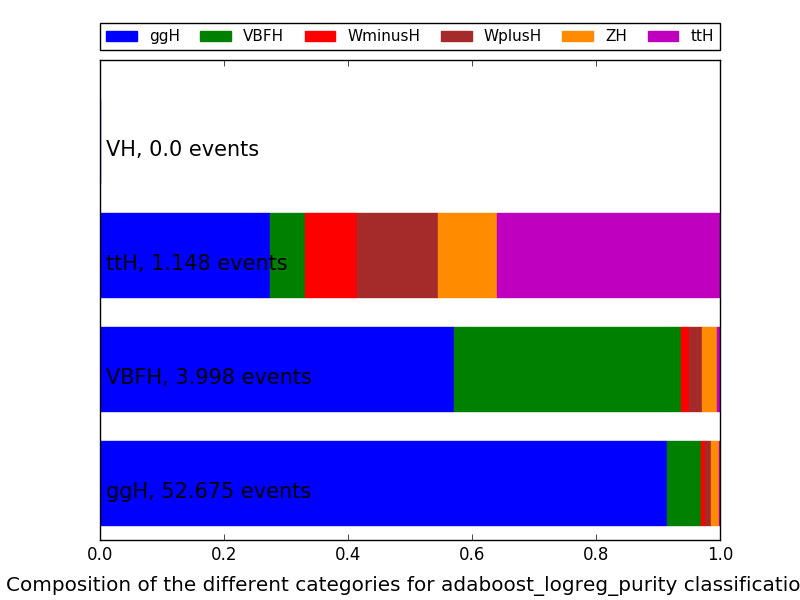 ggH VBFH WminusH WplusH ZH ttH
VH, 0.0 events
ttH, 1.148 events
VBFH, 3.998 events
ggH, 52.675 events
0.0 0.2 0.4 0.6 0.8 1.0
Composition of the different categories for adaboost_logreg_purity classificatio